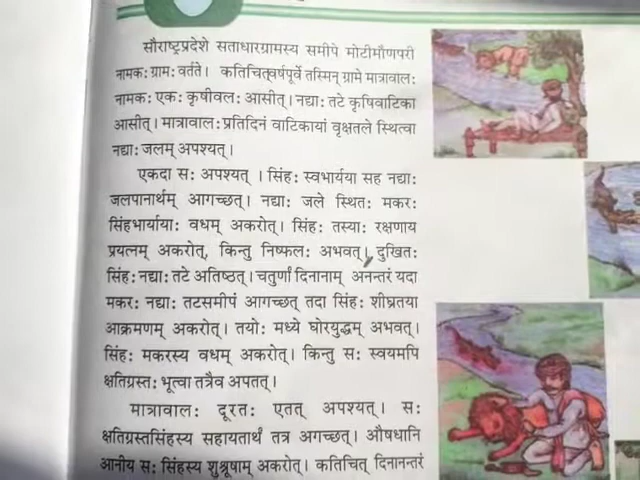 सौराष्ट्रप्रदेशे सताधारग्रामस्य समीपे मोटीमौणपरी
नामकः ग्रामः वर्तते। कतिचित्वर्षपूर्वे तस्मिन् ग्रामे मात्रावालः
नामकः एकः कृषीवलः आसीत्। नद्याः तटे कृषिवाटिका
आसीत्। मात्रावालः प्रतिदिनं वाटिकायां वृक्षतले स्थित्वा
नद्याः जलम् अपश्यत्।
एकदा सः अपश्यत् । सिंहः स्वभार्यया सह नद्याः
जलपानार्थम् आगच्छत्। नद्याः जले स्थितः मकरः
सिंहभार्यायाः वधम् अकरोत्। सिंहः तस्याः रक्षणाय
प्रयत्नम् अकरोत्, किन्तु निष्फलः अभवत्। दुःखितः
सिंहः नद्याः तटे अतिष्ठत्। चतुर्णां दिनानाम् अनन्तरं यदा
मकरः नद्याः तटसमीपं आगच्छत् तदा सिंहः शीघ्रतया
आक्रमणम् अकरोत्। तयोः मध्ये घोरयुद्धम् अभवत्।
सिंहः मकरस्य वधम् अकरोत्। किन्तु सः स्वयमपि
क्षतिग्रस्तः भूत्वा तत्रैव अपतत्।
मात्रावालः दूरतः एतत् अपश्यत्। सः
क्षतिग्रस्तसिंहस्य सहायतार्थं तत्र अगच्छत्। औषधानि
आनीय सः सिंहस्य शुश्रूषाम् अकरोत्। कतिचित् दिनानन्तरं